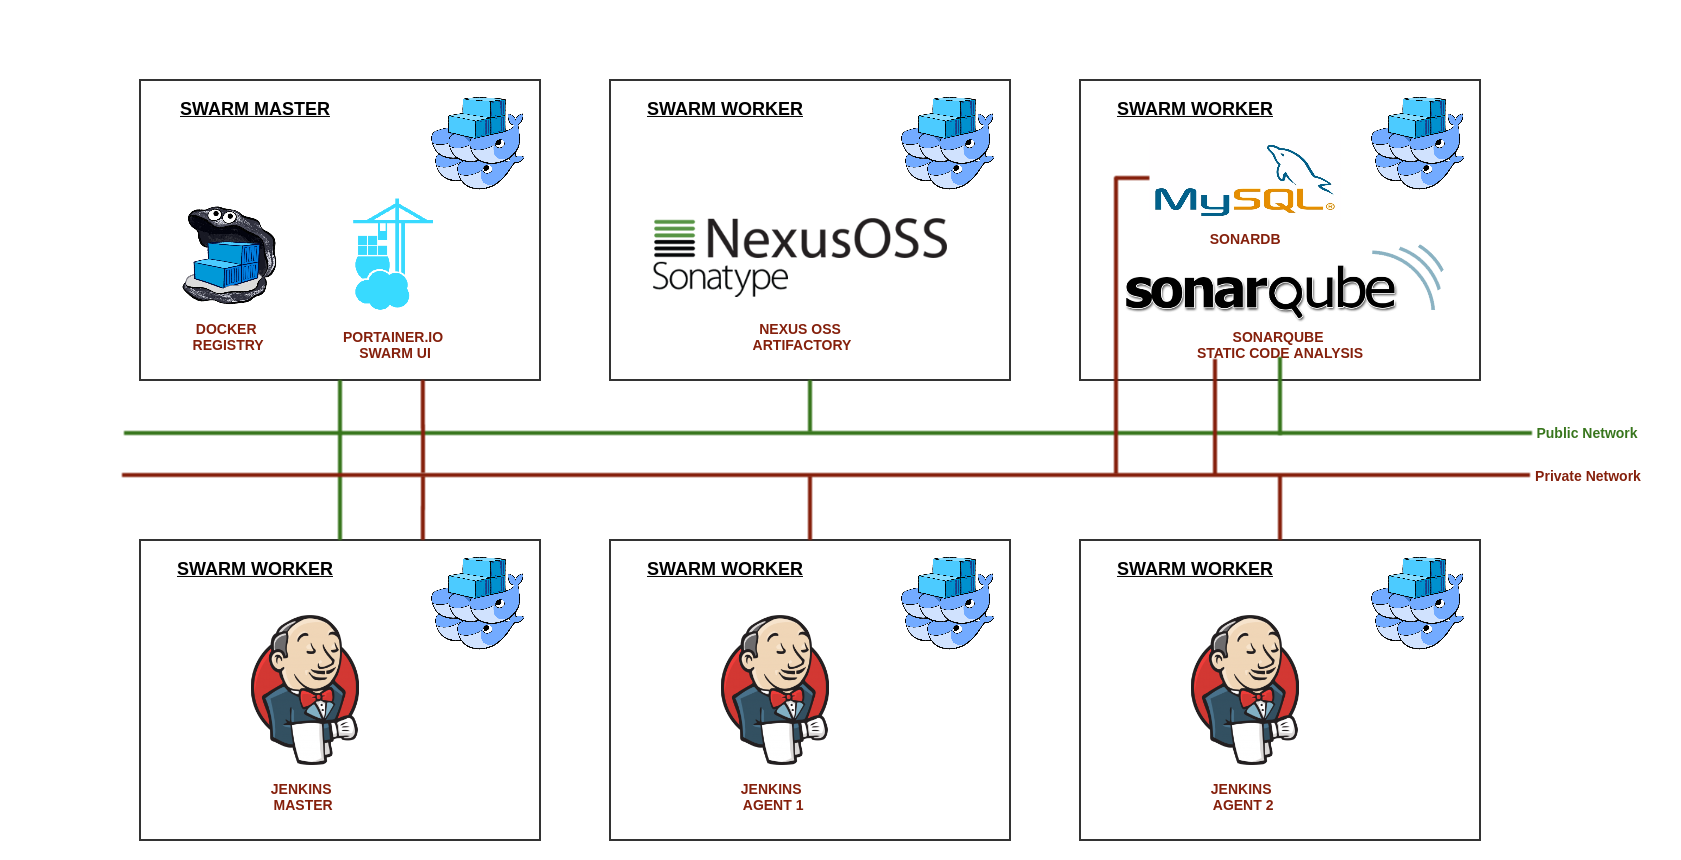 SWARM MASTER
DOCKER
REGISTRY
PORTAINER.IO
SWARM UI
SWARM WORKER
NexusOSS
Sonatype
NEXUS OSS
ARTIFACTORY
SWARM WORKER
MySQL®
SONARDB
sonarqube
SONARQUBE
STATIC CODE ANALYSIS
Public Network
Private Network
SWARM WORKER
JENKINS
MASTER
SWARM WORKER
JENKINS
AGENT 1
SWARM WORKER
JENKINS
AGENT 2